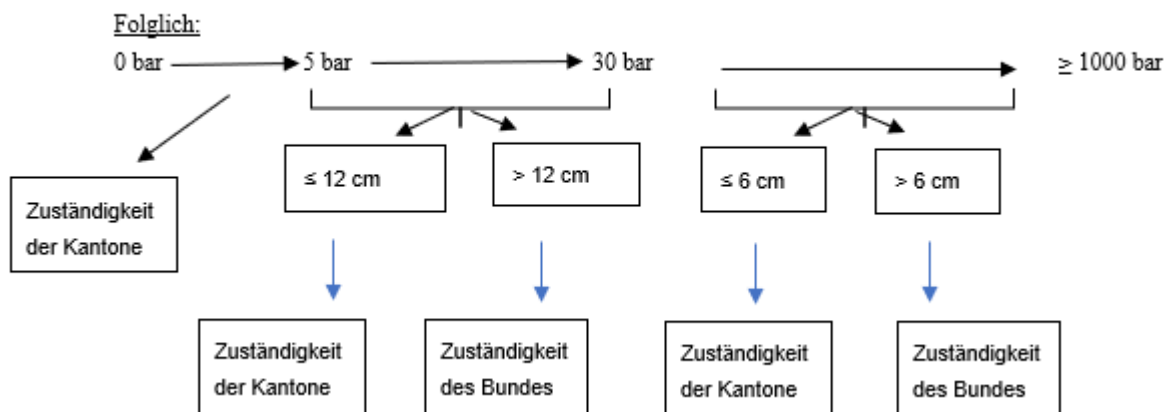 Folglich:
0 bar 5 bar 30 bar ≥ 1000 bar
≤ 12 cm > 12 cm ≤ 6 cm > 6 cm
Zuständigkeit
der Kantone
Zuständigkeit
der Kantone
Zuständigkeit
des Bundes
Zuständigkeit
der Kantone
Zuständigkeit
des Bundes